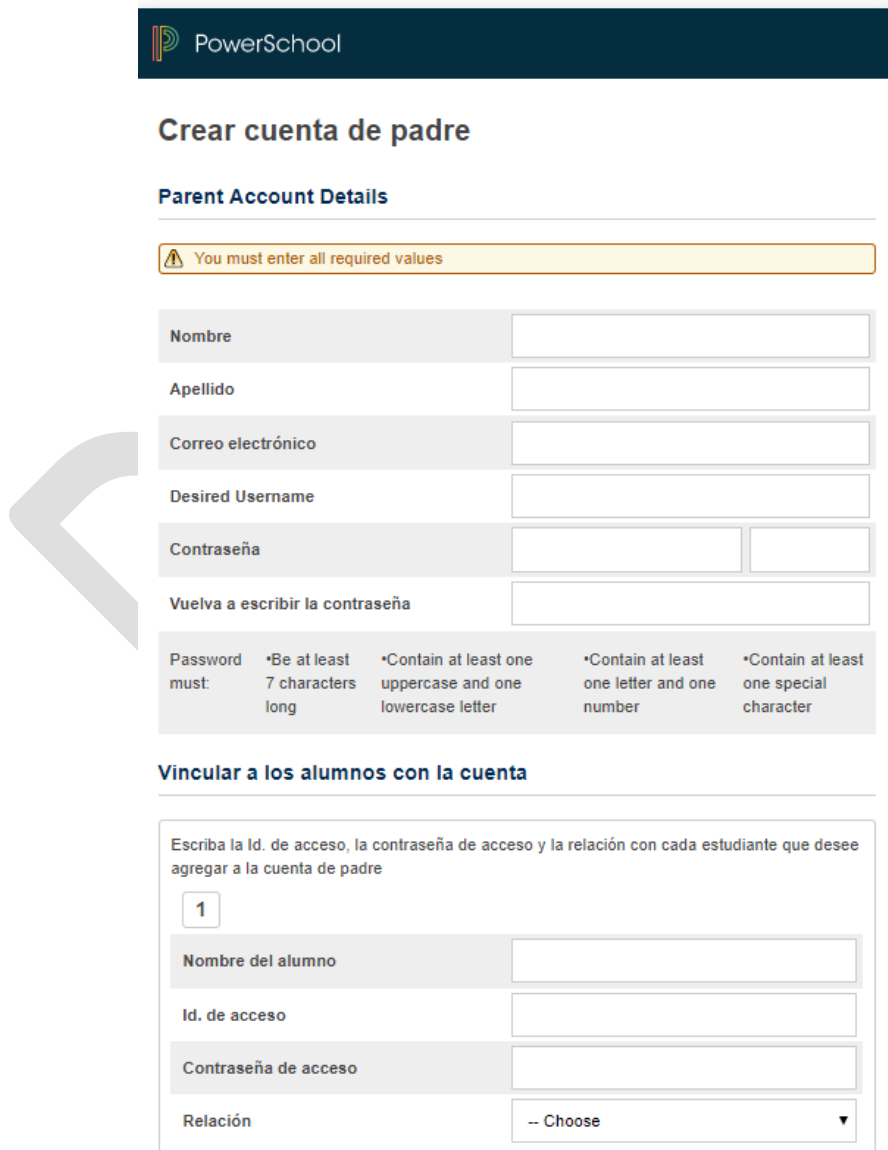 PowerSchool
Crear cuenta de padre
Parent Account Details
You must enter all required values
Nombre
Apellido
Correo electrónico
Desired Username
Contraseña
Vuelva a escribir la contraseña
Password must:
•Be at least 7 characters long
•Contain at least one uppercase and one lowercase letter
•Contain at least one letter and one number
•Contain at least one special character
Vincular a los alumnos con la cuenta
Escriba la Id. de acceso, la contraseña de acceso y la relación con cada estudiante que desee
agregar a la cuenta de padre
1
Nombre del alumno
Id. de acceso
Contraseña de acceso
Relación
-- Choose